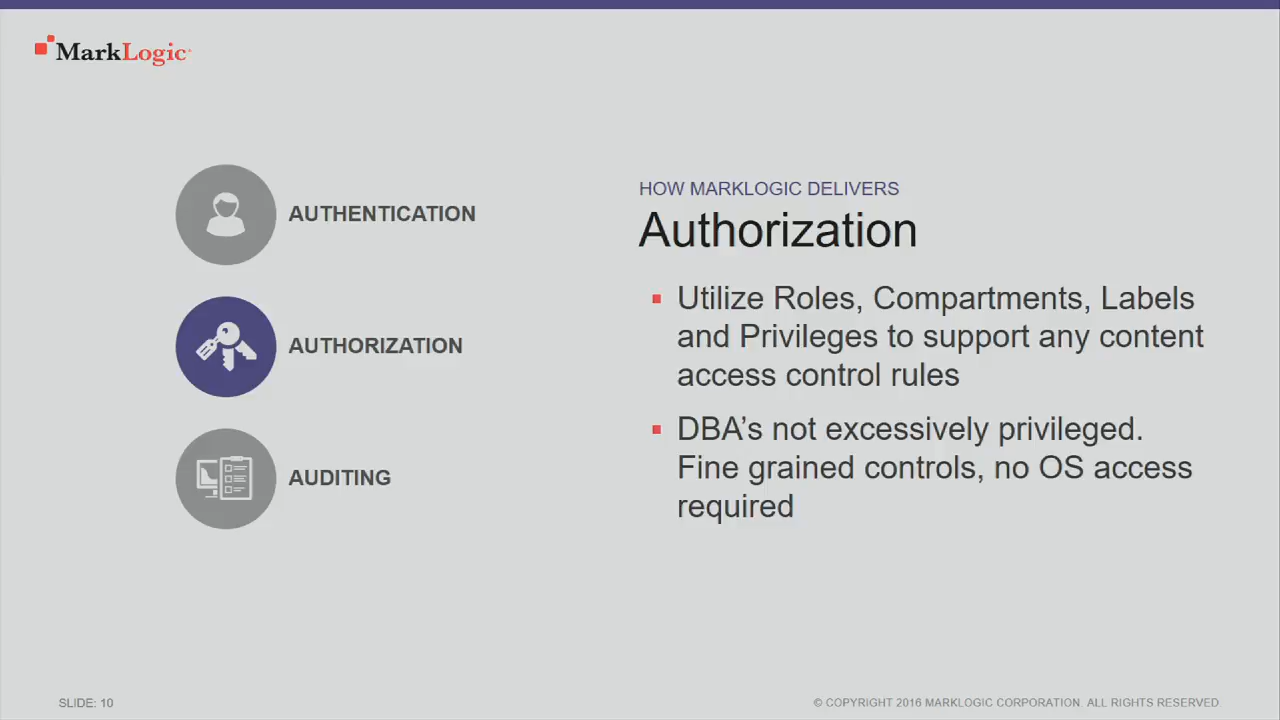 MarkLogic
AUTHENTICATION
AUTHORIZATION
AUDITING
HOW MARKLOGIC DELIVERS
Authorization
Utilize Roles, Compartments, Labels
and Privileges to support any content
access control rules
DBA’s not excessively privileged.
Fine grained controls, no OS access
required
SLIDE: 10
© COPYRIGHT 2016 MARKLOGIC CORPORATION. ALL RIGHTS RESERVED.